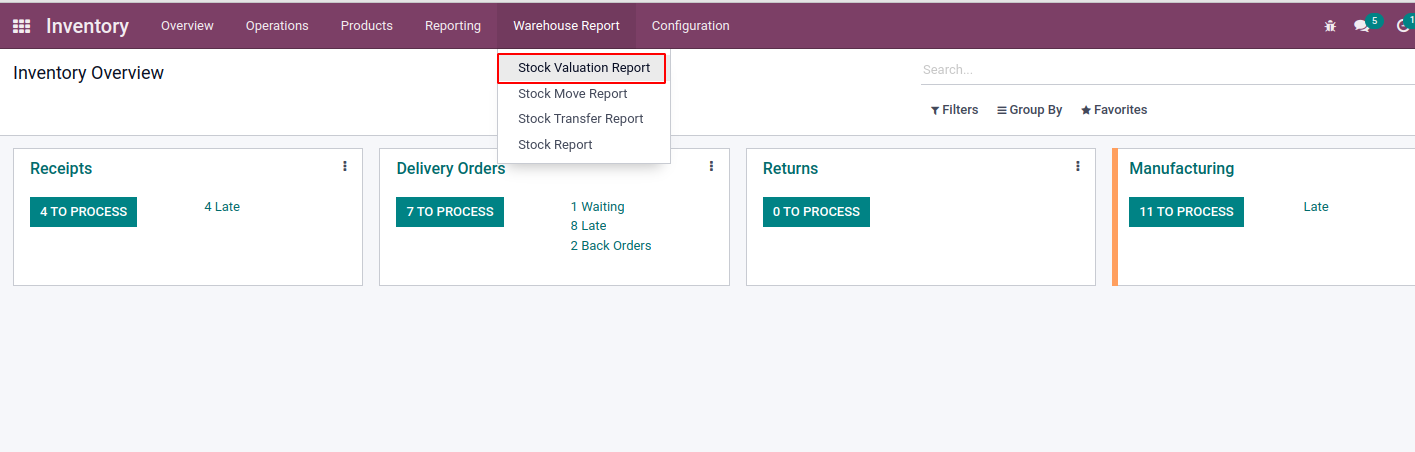 Inventory Overview Operations Products Reporting Warehouse Report Configuration 5 1
Inventory Overview
Search...
Filters Group By Favorites
Stock Valuation Report
Stock Move Report
Stock Transfer Report
Stock Report
Receipts
4 TO PROCESS 4 Late
Delivery Orders
7 TO PROCESS 1 Waiting
8 Late
2 Back Orders
Returns
0 TO PROCESS
Manufacturing
11 TO PROCESS Late